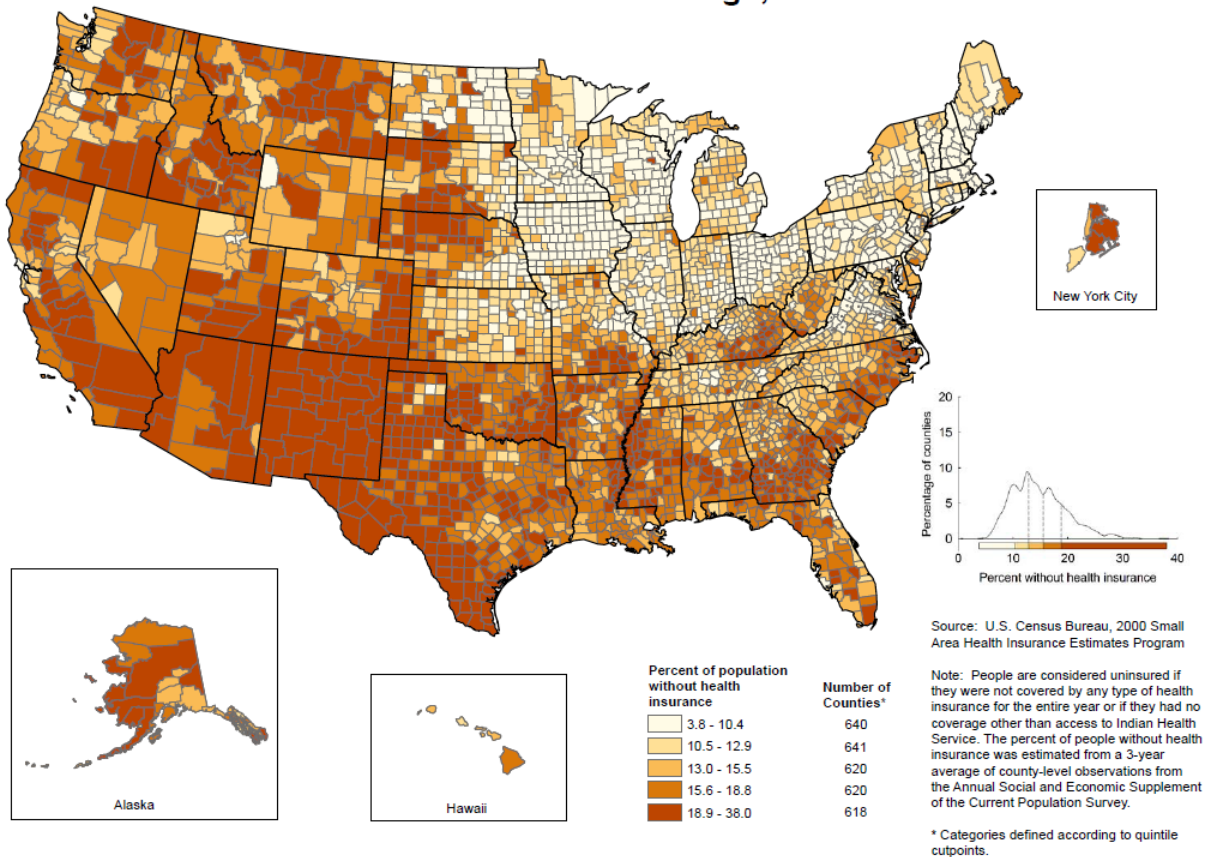 New York City
20
15
10
5
0
Percentage of counties
0 10 20 30 40
Percent without health insurance
Source: U.S. Census Bureau, 2000 Small
Area Health Insurance Estimates Program
Note: People are considered uninsured if
they were not covered by any type of health
insurance for the entire year or if they had no
coverage other than access to Indian Health
Service. The percent of people without health
insurance was estimated from a 3-year
average of county-level observations from
the Annual Social and Economic Supplement
of the Current Population Survey.
* Categories defined according to quintile
cutpoints.
Alaska
Hawaii
Percent of population
without health
insurance
Number of
Counties*
3.8 - 10.4 640
10.5 - 12.9 641
13.0 - 15.5 620
15.6 - 18.8 620
18.9 - 38.0 618